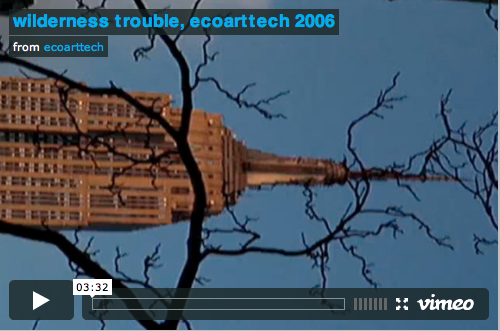 wilderness trouble, ecoarttech 2006
from ecoarttech
03:32
vimeo